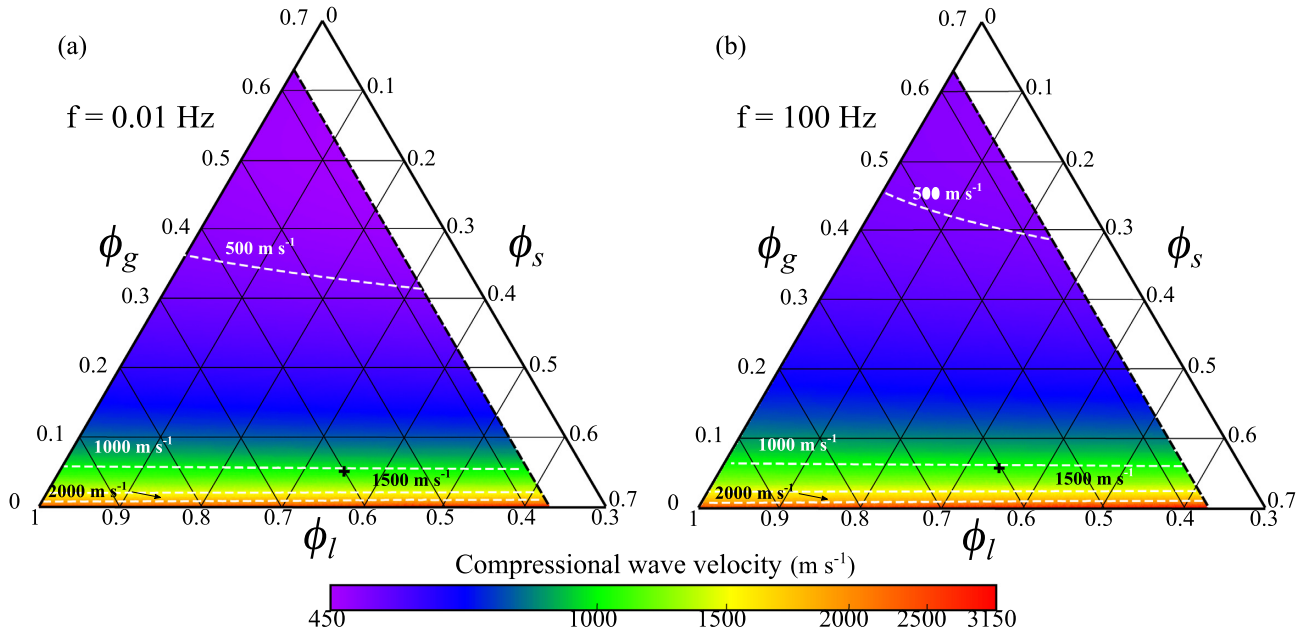 (a)
f = 0.01 Hz
0.7 0
0.6 0.1
0.5 0.2
0.4 0.3
ϕg ϕs
500 m s⁻¹
0.3 0.4
0.2 0.5
0.1 0.6
1000 m s⁻¹
1500 m s⁻¹
2000 m s⁻¹
0 0.7
1 0.9 0.8 0.7 0.6 0.5 0.4 0.3
ϕl
(b)
f = 100 Hz
0.7 0
0.6 0.1
0.5 0.2
500 m s⁻¹
0.4 0.3
ϕg ϕs
0.3 0.4
0.2 0.5
0.1 0.6
1000 m s⁻¹
1500 m s⁻¹
2000 m s⁻¹
0 0.7
1 0.9 0.8 0.7 0.6 0.5 0.4 0.3
ϕl
Compressional wave velocity (m s⁻¹)
450 1000 1500 2000 2500 3150